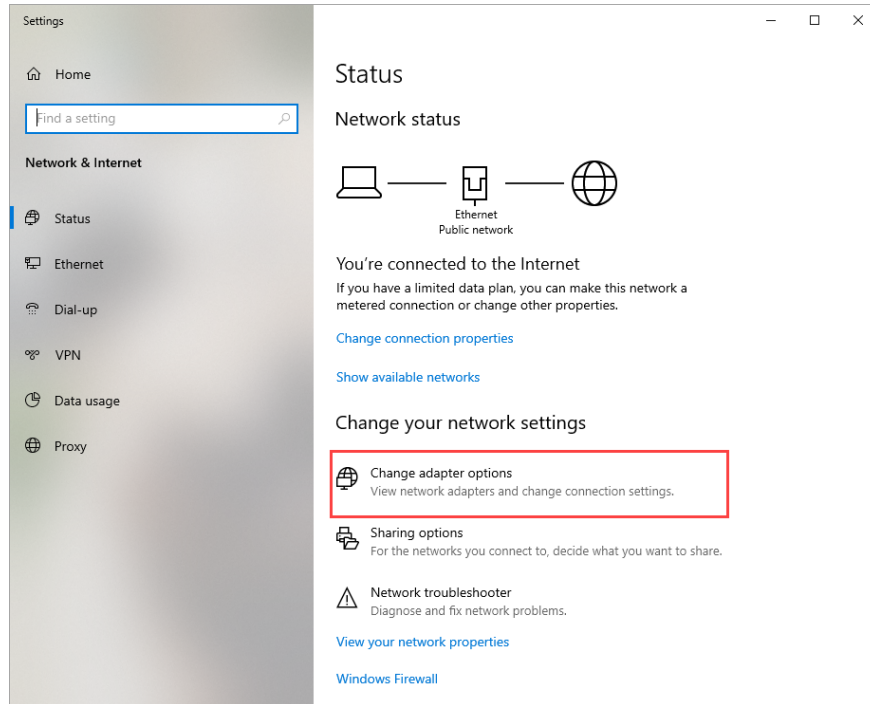 Settings
Home
Find a setting
Network & Internet
Status
Ethernet
Dial-up
VPN
Data usage
Proxy
Status
Network status
Ethernet
Public network
You're connected to the Internet
If you have a limited data plan, you can make this network a
metered connection or change other properties.
Change connection properties
Show available networks
Change your network settings
Change adapter options
View network adapters and change connection settings.
Sharing options
For the networks you connect to, decide what you want to share.
Network troubleshooter
Diagnose and fix network problems.
View your network properties
Windows Firewall